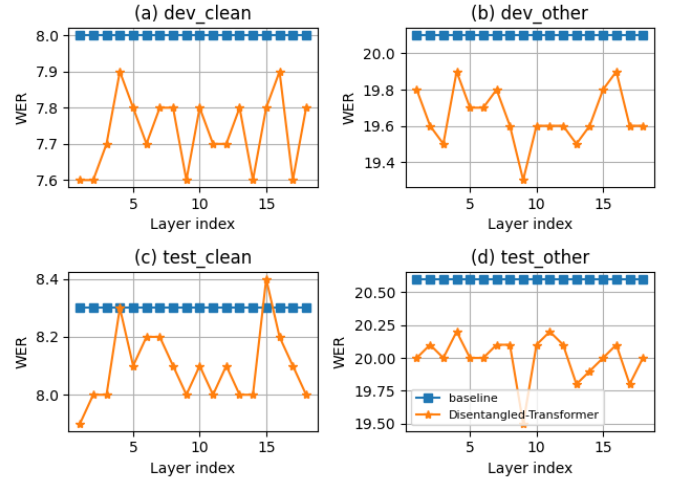 (a) dev_clean
8.0
7.9
7.8
7.7
7.6
WER
5
10
15
Layer index
(b) dev_other
20.0
19.8
19.6
19.4
WER
5
10
15
Layer index
(c) test_clean
8.4
8.2
8.0
WER
5
10
15
Layer index
(d) test_other
20.50
20.25
20.00
19.75
19.50
WER
baseline
Disentangled-Transformer
5
10
15
Layer index